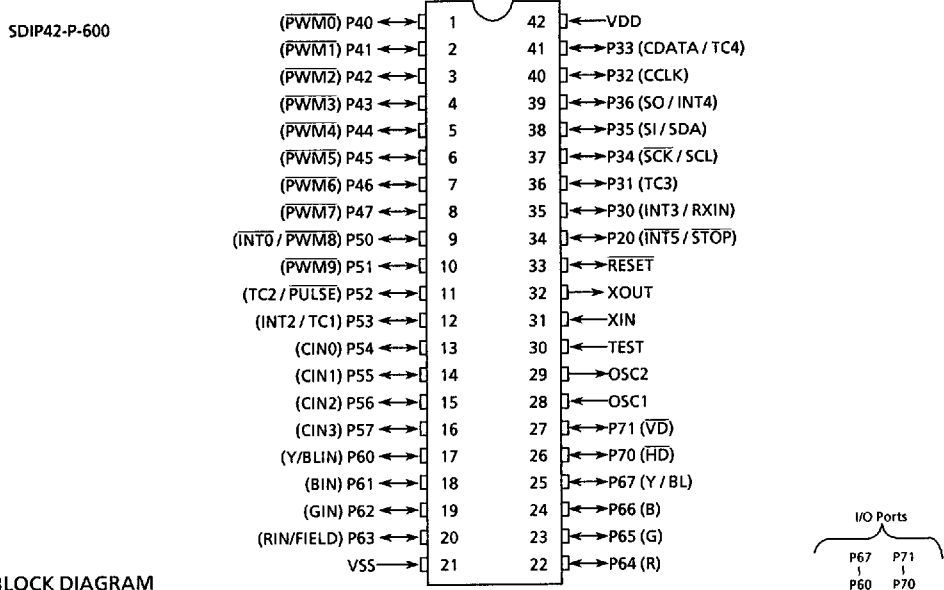 SDIP42-P-600
(PWM0) P40 1 42 VDD
(PWM1) P41 2 41 P33 (CDATA / TC4)
(PWM2) P42 3 40 P32 (CCLK)
(PWM3) P43 4 39 P36 (SO / INT4)
(PWM4) P44 5 38 P35 (SI / SDA)
(PWM5) P45 6 37 P34 (SCK / SCL)
(PWM6) P46 7 36 P31 (TC3)
(PWM7) P47 8 35 P30 (INT3 / RXIN)
(INT0 / PWM8) P50 9 34 P20 (INT5 / STOP)
(PWM9) P51 10 33 RESET
(TC2 / PULSE) P52 11 32 XOUT
(INT2 / TC1) P53 12 31 XIN
(CIN0) P54 13 30 TEST
(CIN1) P55 14 29 OSC2
(CIN2) P56 15 28 OSC1
(CIN3) P57 16 27 P71 (VD)
(Y/BLIN) P60 17 26 P70 (HD)
(BIN) P61 18 25 P67 (Y / BL)
(GIN) P62 19 24 P66 (B)
(RIN/FIELD) P63 20 23 P65 (G)
VSS 21 22 P64 (R)
I/O Ports
P67 P71
P60 P70
BLOCK DIAGRAM